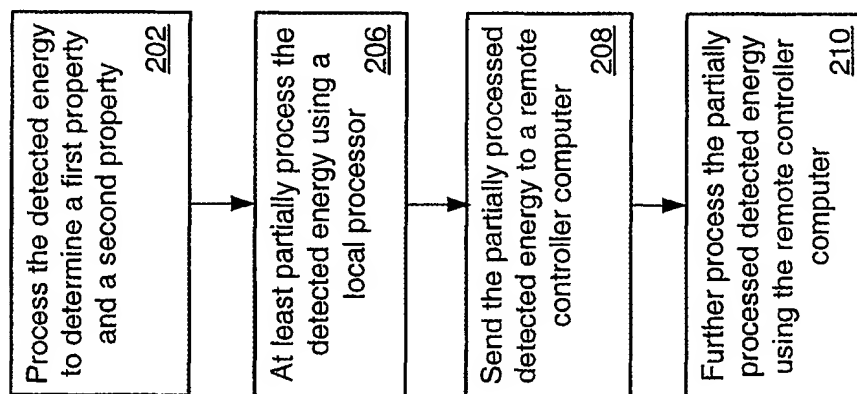 Process the detected energy
to determine a first property
and a second property
202
At least partially process the
detected energy using a
local processor
206
Send the partially processed
detected energy to a remote
controller computer
208
Further process the partially
processed detected energy
using the remote controller
computer
210